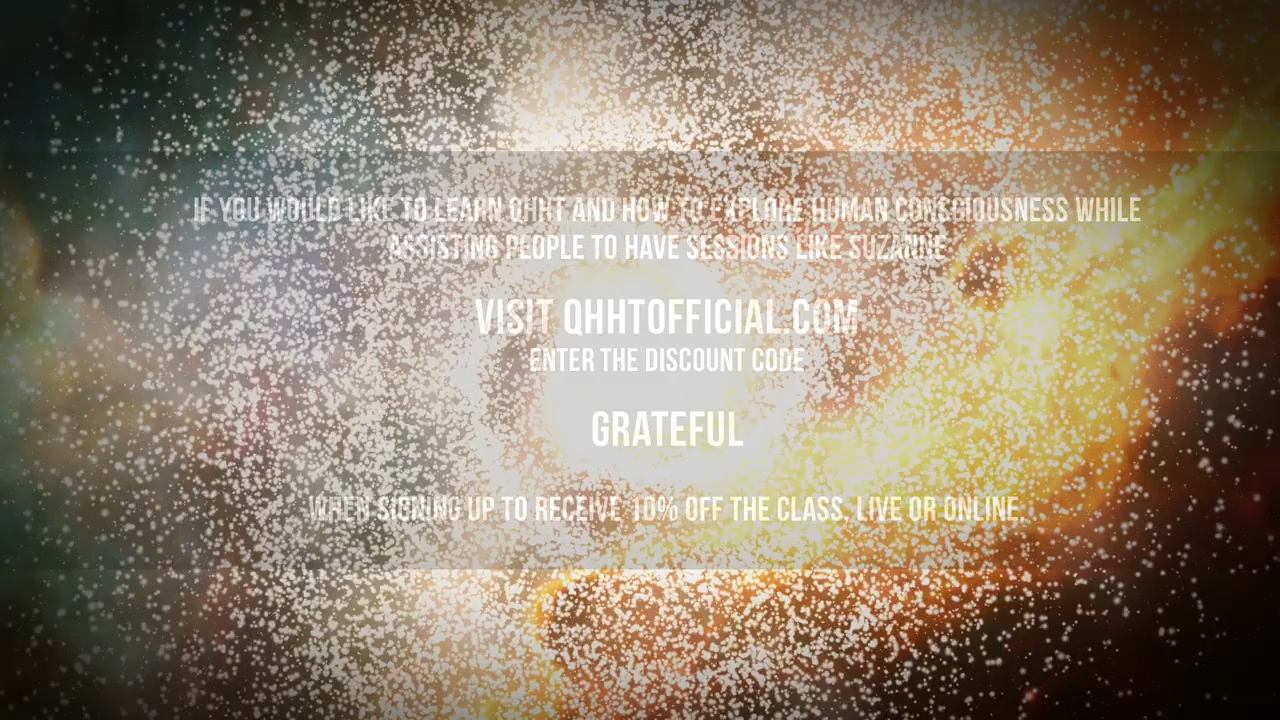 IF YOU WOULD LIKE TO LEARN QHHT AND HOW TO EXPLORE HUMAN CONSCIOUSNESS WHILE
ASSISTING PEOPLE TO HAVE SESSIONS LIKE SUZANNE
VISIT QHHTOFFICIAL.COM
ENTER THE DISCOUNT CODE
GRATEFUL
WHEN SIGNING UP TO RECEIVE 10% OFF THE CLASS, LIVE OR ONLINE.